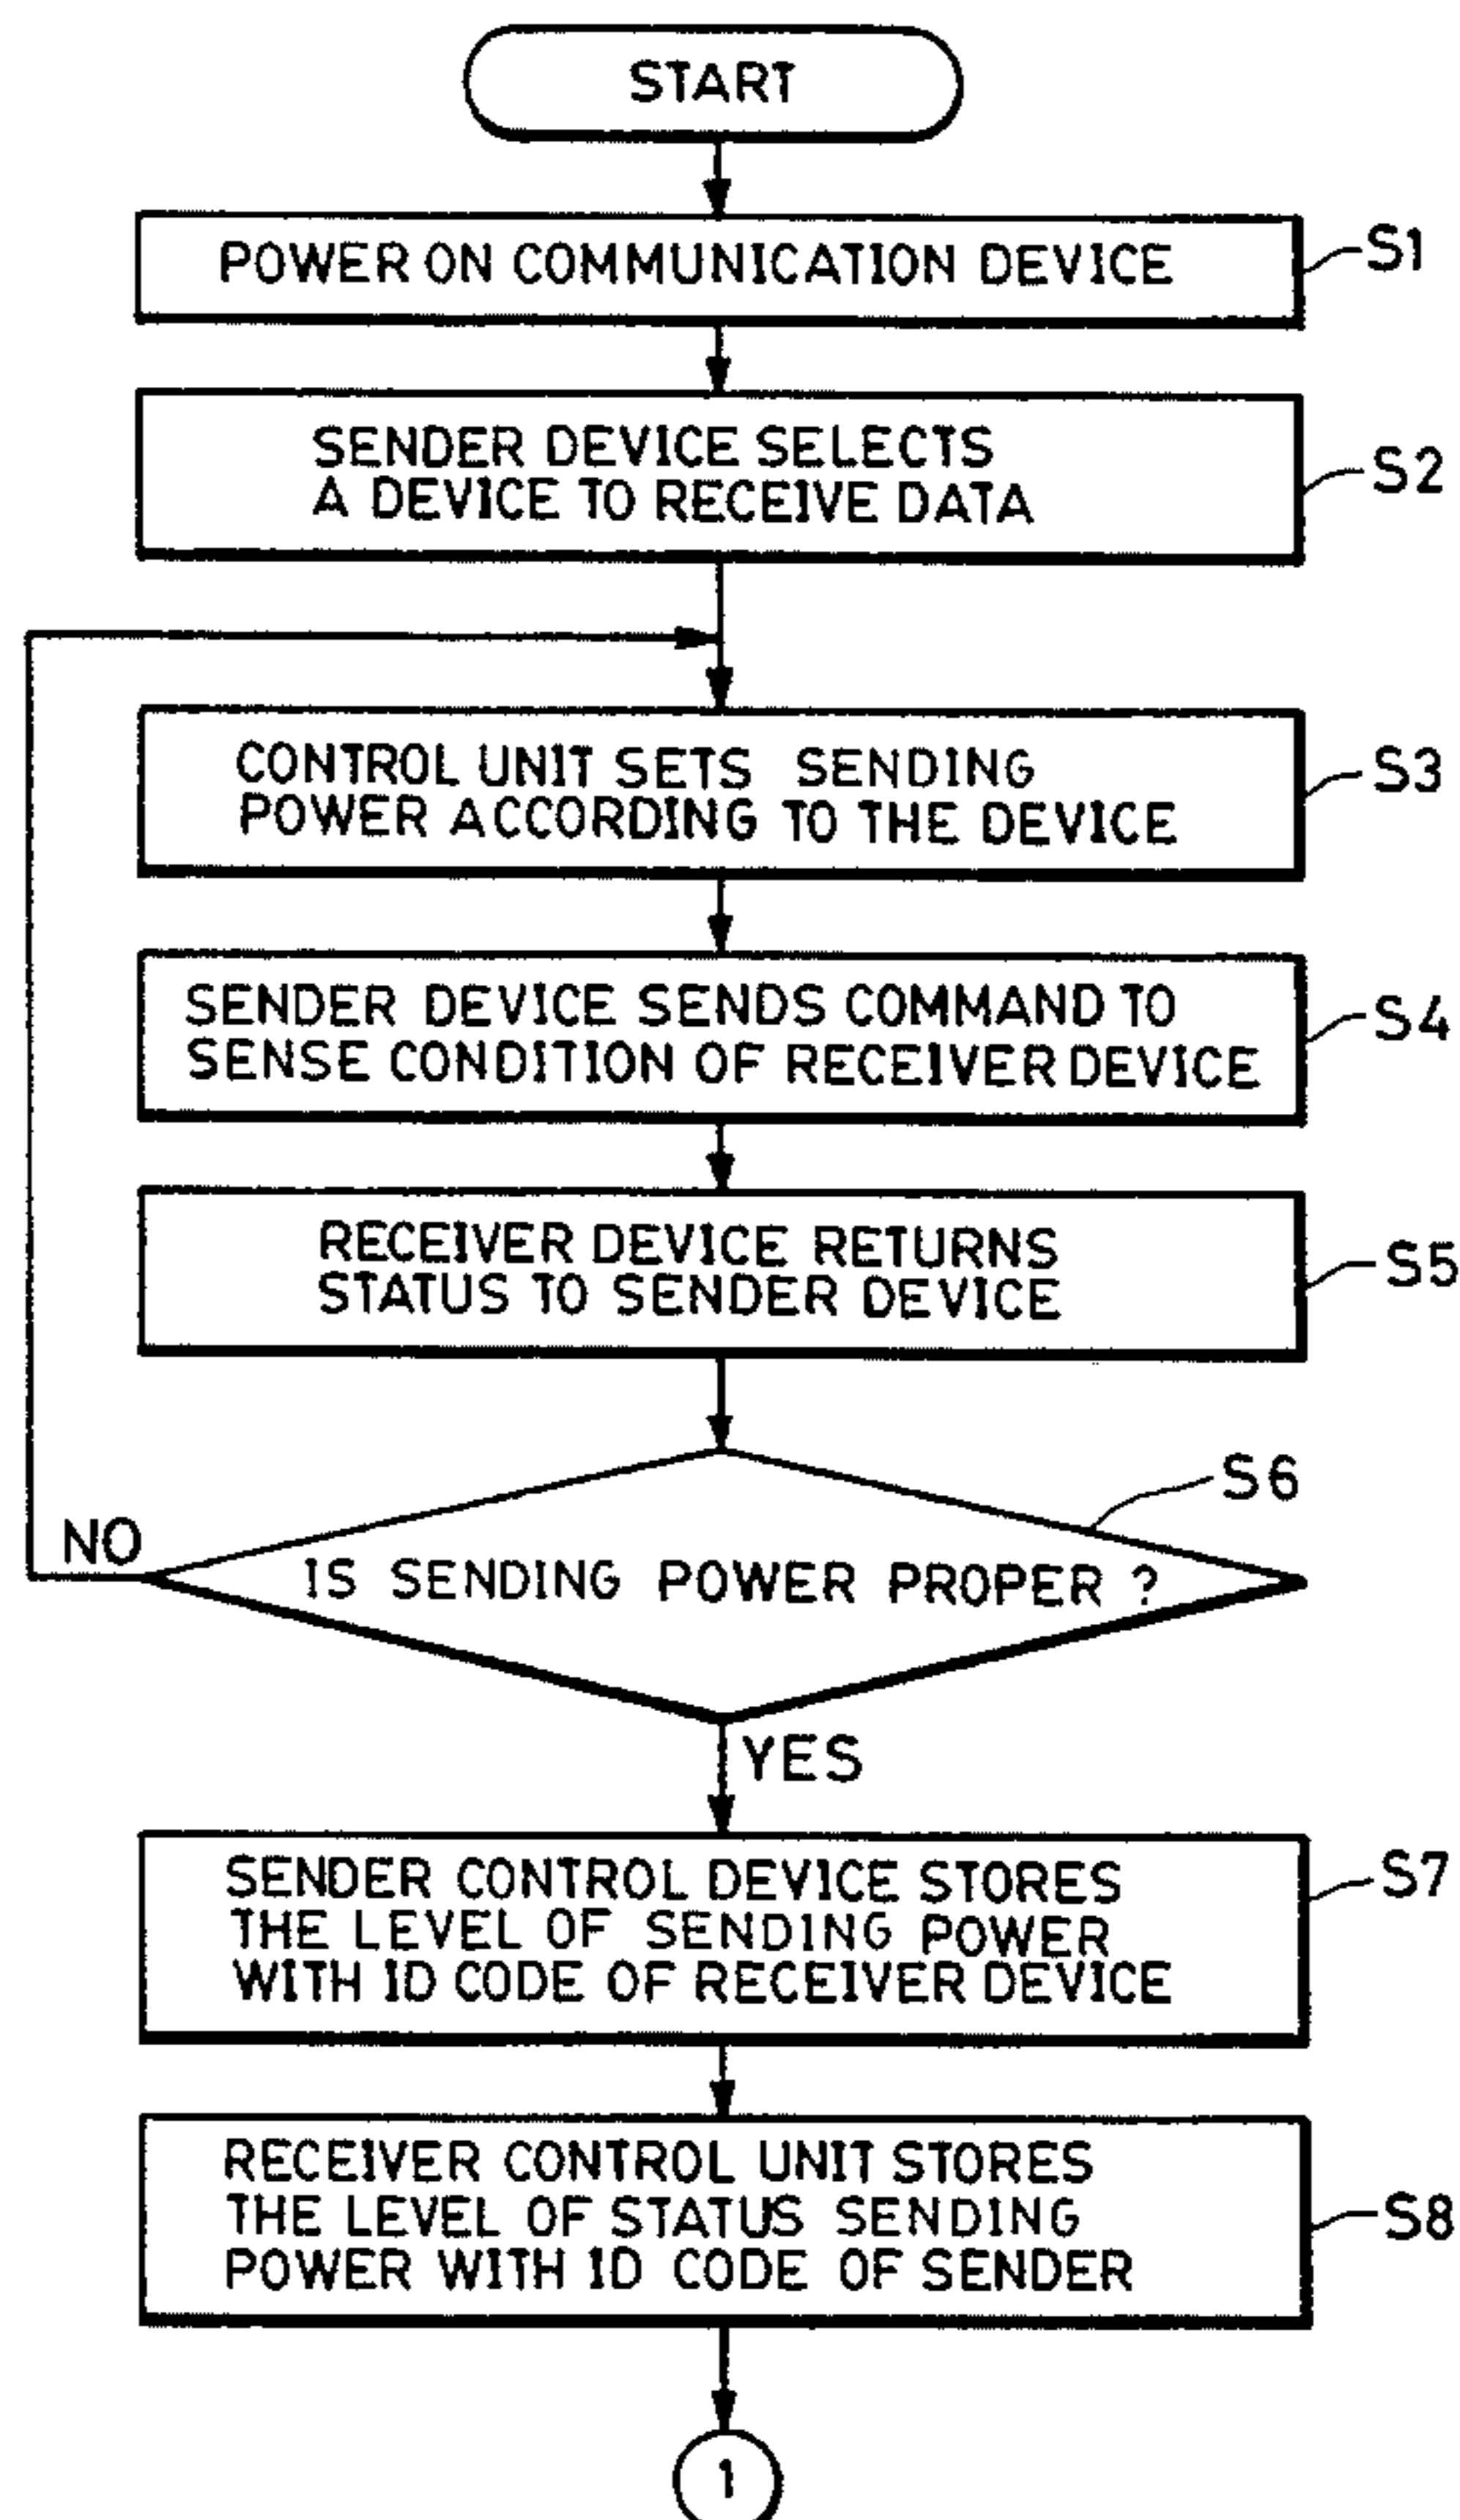 START
POWER ON COMMUNICATION DEVICE
S1
SENDER DEVICE SELECTS
A DEVICE TO RECEIVE DATA
S2
CONTROL UNIT SETS SENDING
POWER ACCORDING TO THE DEVICE
S3
SENDER DEVICE SENDS COMMAND TO
SENSE CONDITION OF RECEIVER DEVICE
S4
RECEIVER DEVICE RETURNS
STATUS TO SENDER DEVICE
S5
S6
NO
IS SENDING POWER PROPER ?
YES
SENDER CONTROL DEVICE STORES
THE LEVEL OF SENDING POWER
WITH ID CODE OF RECEIVER DEVICE
S7
RECEIVER CONTROL UNIT STORES
THE LEVEL OF STATUS SENDING
POWER WITH ID CODE OF SENDER
S8
1